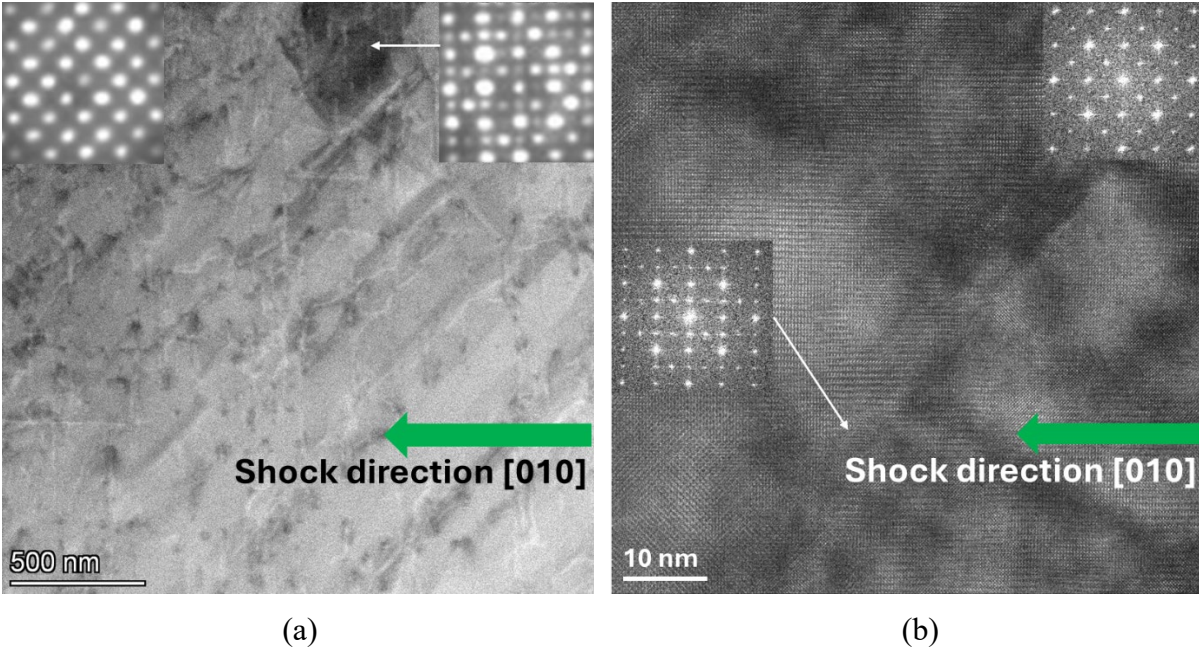 Shock direction [010]
500 nm
(a)
Shock direction [010]
10 nm
(b)